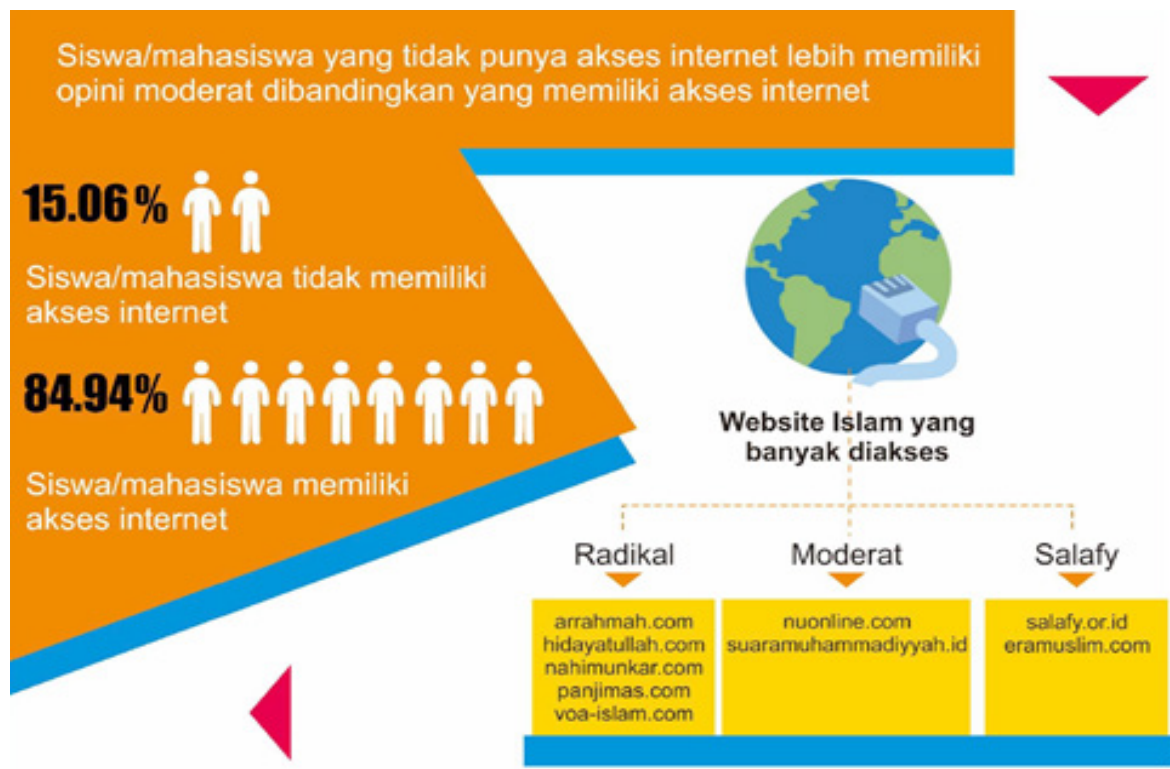 Siswa/mahasiswa yang tidak punya akses internet lebih memiliki
opini moderat dibandingkan yang memiliki akses internet
15.06%
Siswa/mahasiswa tidak memiliki
akses internet
84.94%
Siswa/mahasiswa memiliki
akses internet
Website Islam yang
banyak diakses
Radikal
arrahmah.com
hidayatullah.com
nahimunkar.com
panjimas.com
voa-islam.com
Moderat
nuonline.com
suaramuhammadiyyah.id
Salafy
salafy.or.id
eramuslim.com